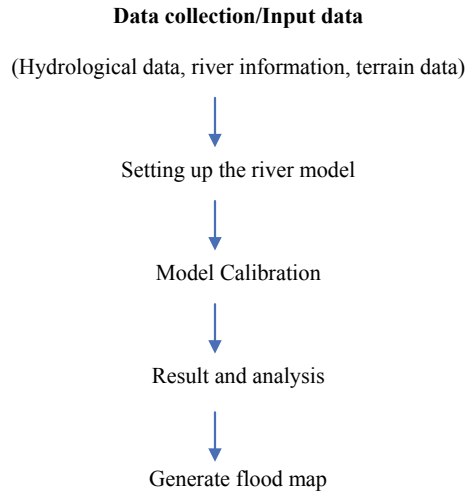 Data collection/Input data
(Hydrological data, river information, terrain data)
Setting up the river model
Model Calibration
Result and analysis
Generate flood map